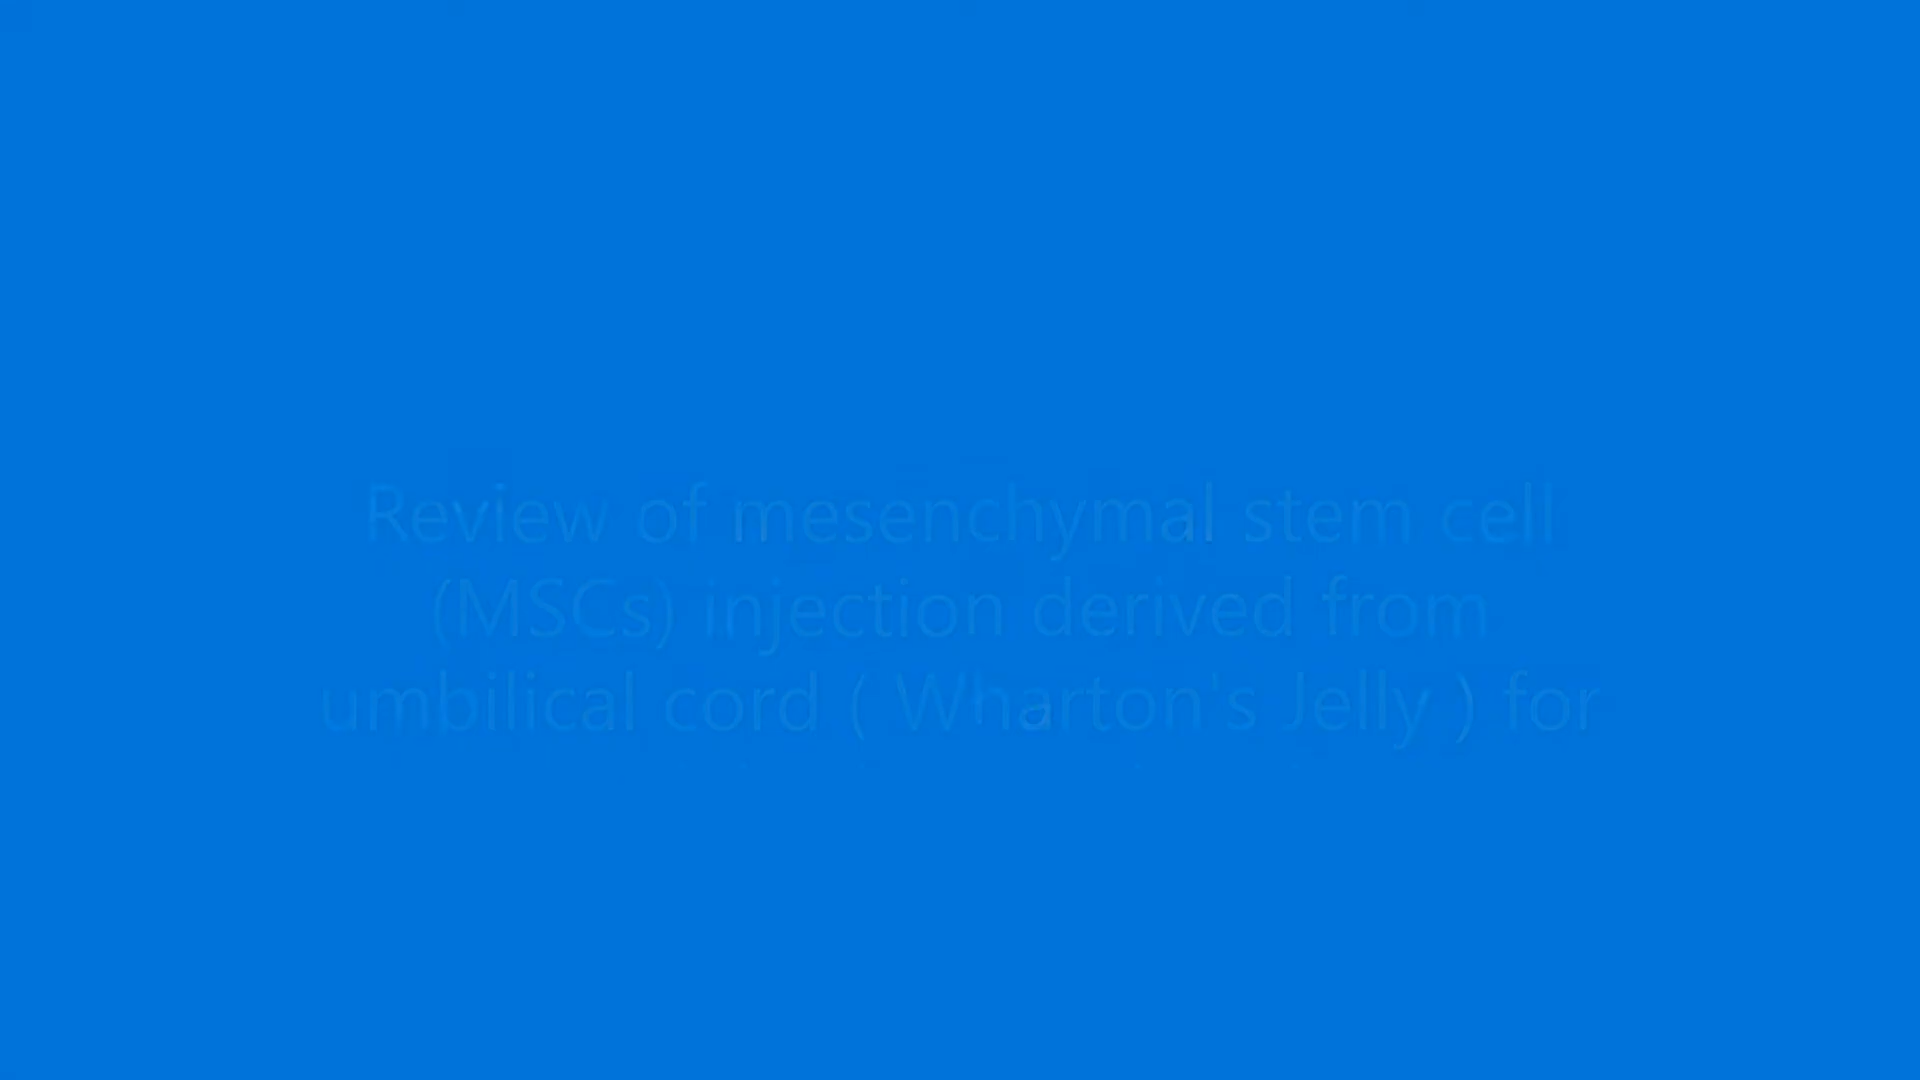 Review of mesenchymal stem cell
(MSCs) injection derived from
umbilical cord ( Wharton's Jelly ) for